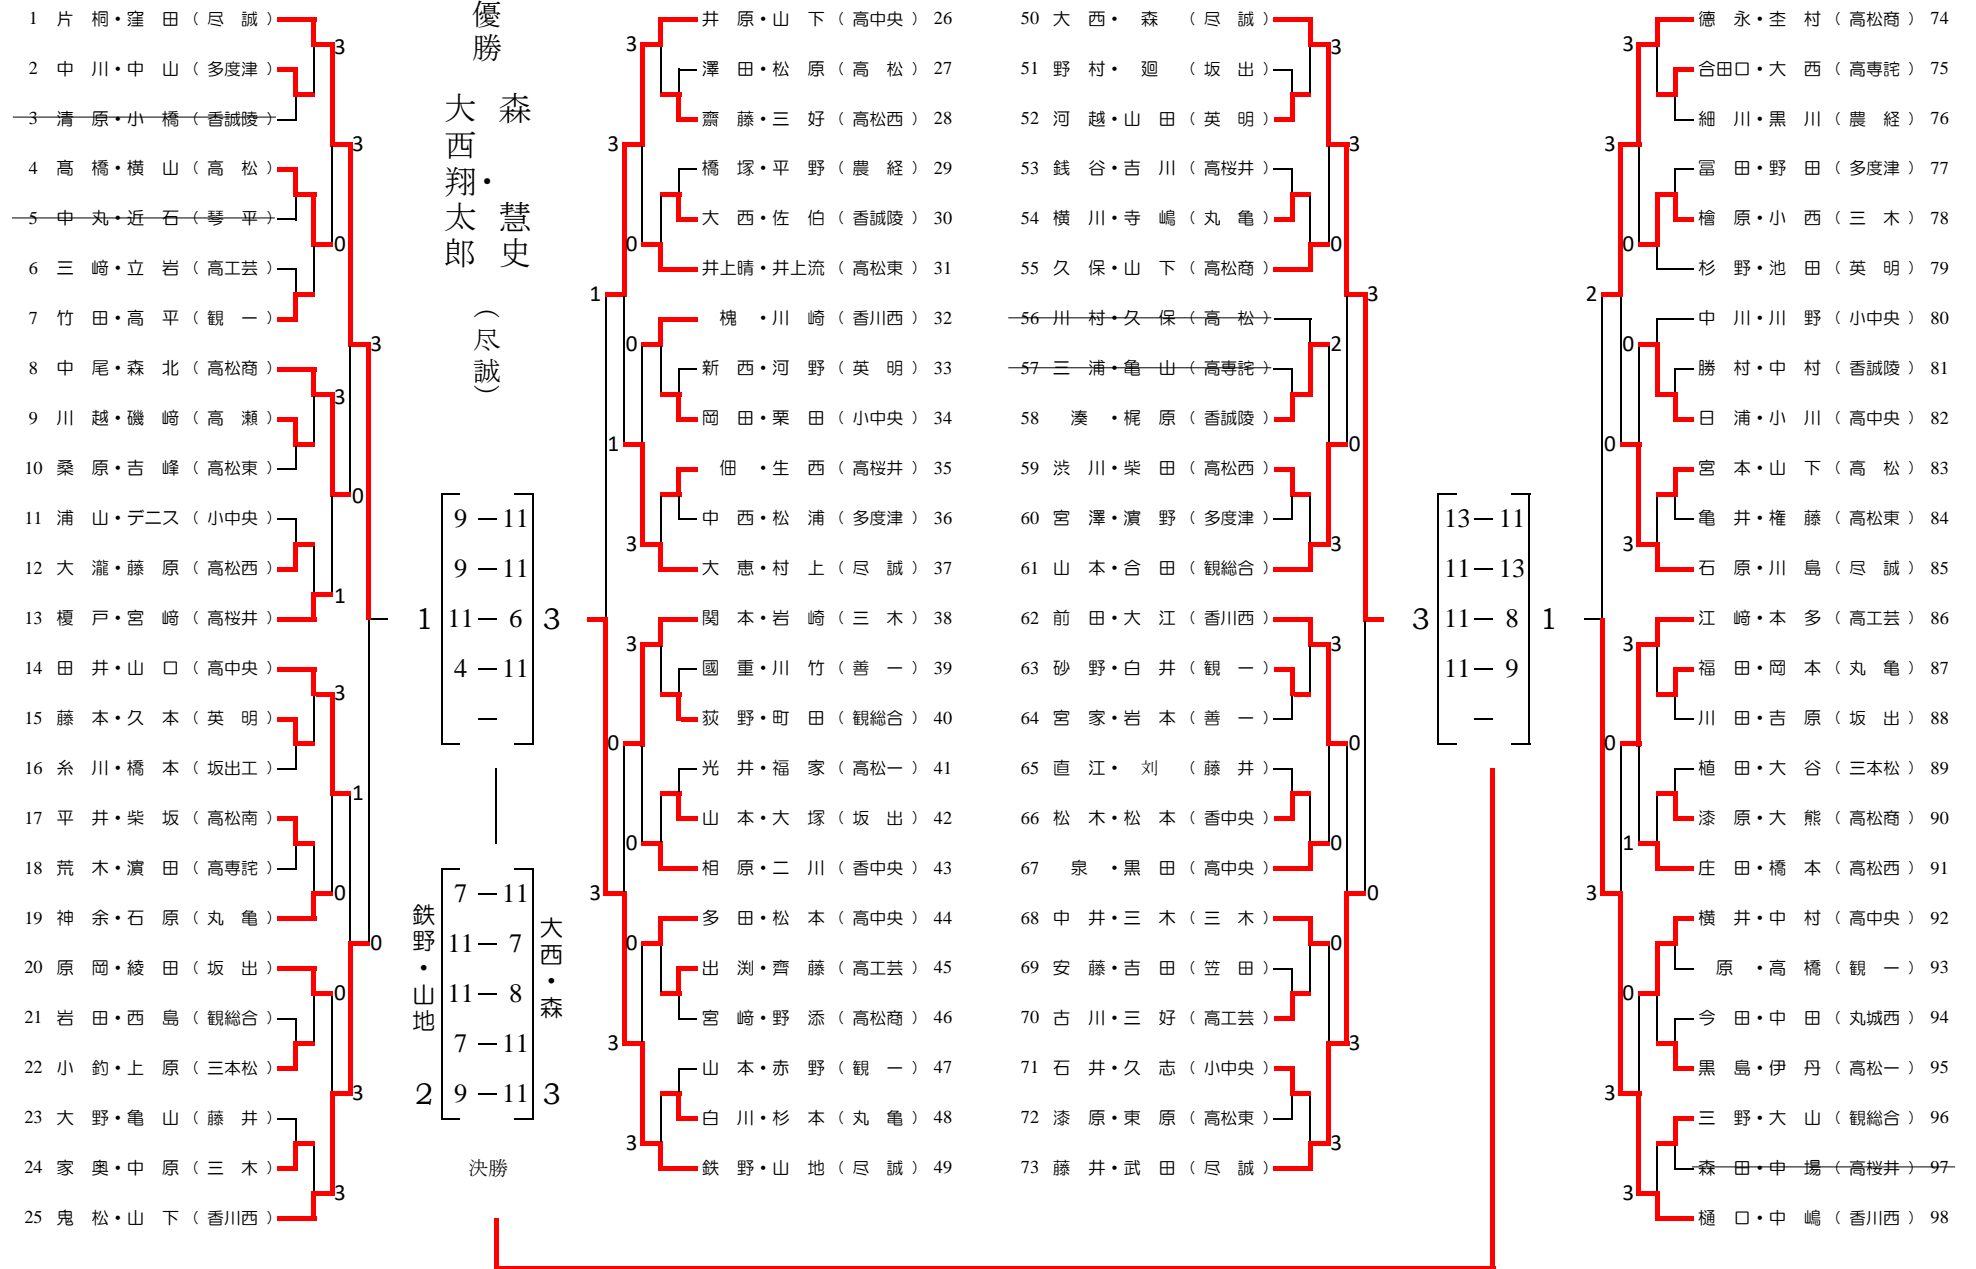 優勝
森 慧史
大西翔太郎・
（尽誠）
1 片 桐・窪 田 （ 尽 誠 ）
2 中 川・中 山 （ 多度津 ）
3 清 原・小 橋 （ 香誠陵 ）
4 髙 橋・横 山 （ 高 松 ）
5 中 丸・近 石 （ 琴 平 ）
6 三 﨑・立 岩 （ 高工芸 ）
7 竹 田・高 平 （ 観 一 ）
8 中 尾・森 北 （ 高松商 ）
9 川 越・磯 﨑 （ 高 瀬 ）
10 桑 原・吉 峰 （ 高松東 ）
11 浦 山・デニス （ 小中央 ）
12 大 瀧・藤 原 （ 高松西 ）
13 榎 戸・宮 﨑 （ 高桜井 ）
14 田 井・山 口 （ 高中央 ）
15 藤 本・久 本 （ 英 明 ）
16 糸 川・橋 本 （ 坂出工 ）
17 平 井・柴 坂 （ 高松南 ）
18 荒 木・濵 田 （ 高専詫 ）
19 神 余・石 原 （ 丸 亀 ）
20 原 岡・綾 田 （ 坂 出 ）
21 岩 田・西 島 （ 観総合 ）
22 小 釣・上 原 （ 三本松 ）
23 大 野・亀 山 （ 藤 井 ）
24 家 奥・中 原 （ 三 木 ）
25 鬼 松・山 下 （ 香川西 ）
3
3
0
3
3
0
1
3
1
0
0
0
3
3
1
9 － 11
9 － 11
11 － 6
4 － 11
－
3
鉄野・山地
2
7 － 11
11 － 7
11 － 8
7 － 11
9 － 11
大西・森
3
決勝
井 原・山 下 （ 高中央 ） 26
澤 田・松 原 （ 高 松 ） 27
齋 藤・三 好 （ 高松西 ） 28
橋 塚・平 野 （ 農 経 ） 29
大 西・佐 伯 （ 香誠陵 ） 30
井上晴・井上流 （ 高松東 ） 31
槐 ・川 崎 （ 香川西 ） 32
新 西・河 野 （ 英 明 ） 33
岡 田・栗 田 （ 小中央 ） 34
佃 ・生 西 （ 高桜井 ） 35
中 西・松 浦 （ 多度津 ） 36
大 恵・村 上 （ 尽 誠 ） 37
関 本・岩 崎 （ 三 木 ） 38
國 重・川 竹 （ 善 一 ） 39
荻 野・町 田 （ 観総合 ） 40
光 井・福 家 （ 高松一 ） 41
山 本・大 塚 （ 坂 出 ） 42
相 原・二 川 （ 香中央 ） 43
多 田・松 本 （ 高中央 ） 44
出 渕・齊 藤 （ 高工芸 ） 45
宮 﨑・野 添 （ 高松商 ） 46
山 本・赤 野 （ 観 一 ） 47
白 川・杉 本 （ 丸 亀 ） 48
鉄 野・山 地 （ 尽 誠 ） 49
3
3
0
1
0
1
3
3
0
0
3
0
3
3
50 大 西・ 森 （ 尽 誠 ）
51 野 村・ 廻 （ 坂 出 ）
52 河 越・山 田 （ 英 明 ）
53 銭 谷・吉 川 （ 高桜井 ）
54 横 川・寺 嶋 （ 丸 亀 ）
55 久 保・山 下 （ 高松商 ）
56 川 村・久 保 （ 高 松 ）
57 三 浦・亀 山 （ 高専詫 ）
58 湊 ・梶 原 （ 香誠陵 ）
59 渋 川・柴 田 （ 高松西 ）
60 宮 澤・濵 野 （ 多度津 ）
61 山 本・合 田 （ 観総合 ）
62 前 田・大 江 （ 香川西 ）
63 砂 野・白 井 （ 観 一 ）
64 宮 家・岩 本 （ 善 一 ）
65 直 江・ 刘 （ 藤 井 ）
66 松 木・松 本 （ 香中央 ）
67 泉 ・黒 田 （ 高中央 ）
68 中 井・三 木 （ 三 木 ）
69 安 藤・吉 田 （ 笠 田 ）
70 古 川・三 好 （ 高工芸 ）
71 石 井・久 志 （ 小中央 ）
72 漆 原・東 原 （ 高松東 ）
73 藤 井・武 田 （ 尽 誠 ）
3
3
0
3
2
0
3
3
0
0
0
0
3
3
3
13－ 11
11－ 13
11－ 8
11－ 9
－
1
德 永・杢 村 （ 高松商 ） 74
合田口・大 西 （ 高専詫 ） 75
細 川・黒 川 （ 農 経 ） 76
冨 田・野 田 （ 多度津 ） 77
檜 原・小 西 （ 三 木 ） 78
杉 野・池 田 （ 英 明 ） 79
中 川・川 野 （ 小中央 ） 80
勝 村・中 村 （ 香誠陵 ） 81
日 浦・小 川 （ 高中央 ） 82
宮 本・山 下 （ 高 松 ） 83
亀 井・権 藤 （ 高松東 ） 84
石 原・川 島 （ 尽 誠 ） 85
江 﨑・本 多 （ 高工芸 ） 86
福 田・岡 本 （ 丸 亀 ） 87
川 田・吉 原 （ 坂 出 ） 88
植 田・大 谷 （ 三本松 ） 89
漆 原・大 熊 （ 高松商 ） 90
庄 田・橋 本 （ 高松西 ） 91
横 井・中 村 （ 高中央 ） 92
原 ・高 橋 （ 観 一 ） 93
今 田・中 田 （ 丸城西 ） 94
黒 島・伊 丹 （ 高松一 ） 95
三 野・大 山 （ 観総合 ） 96
森 田・中 場 （ 高桜井 ） 97
樋 口・中 嶋 （ 香川西 ） 98
3
3
0
2
0
0
3
3
0
1
3
0
3
3